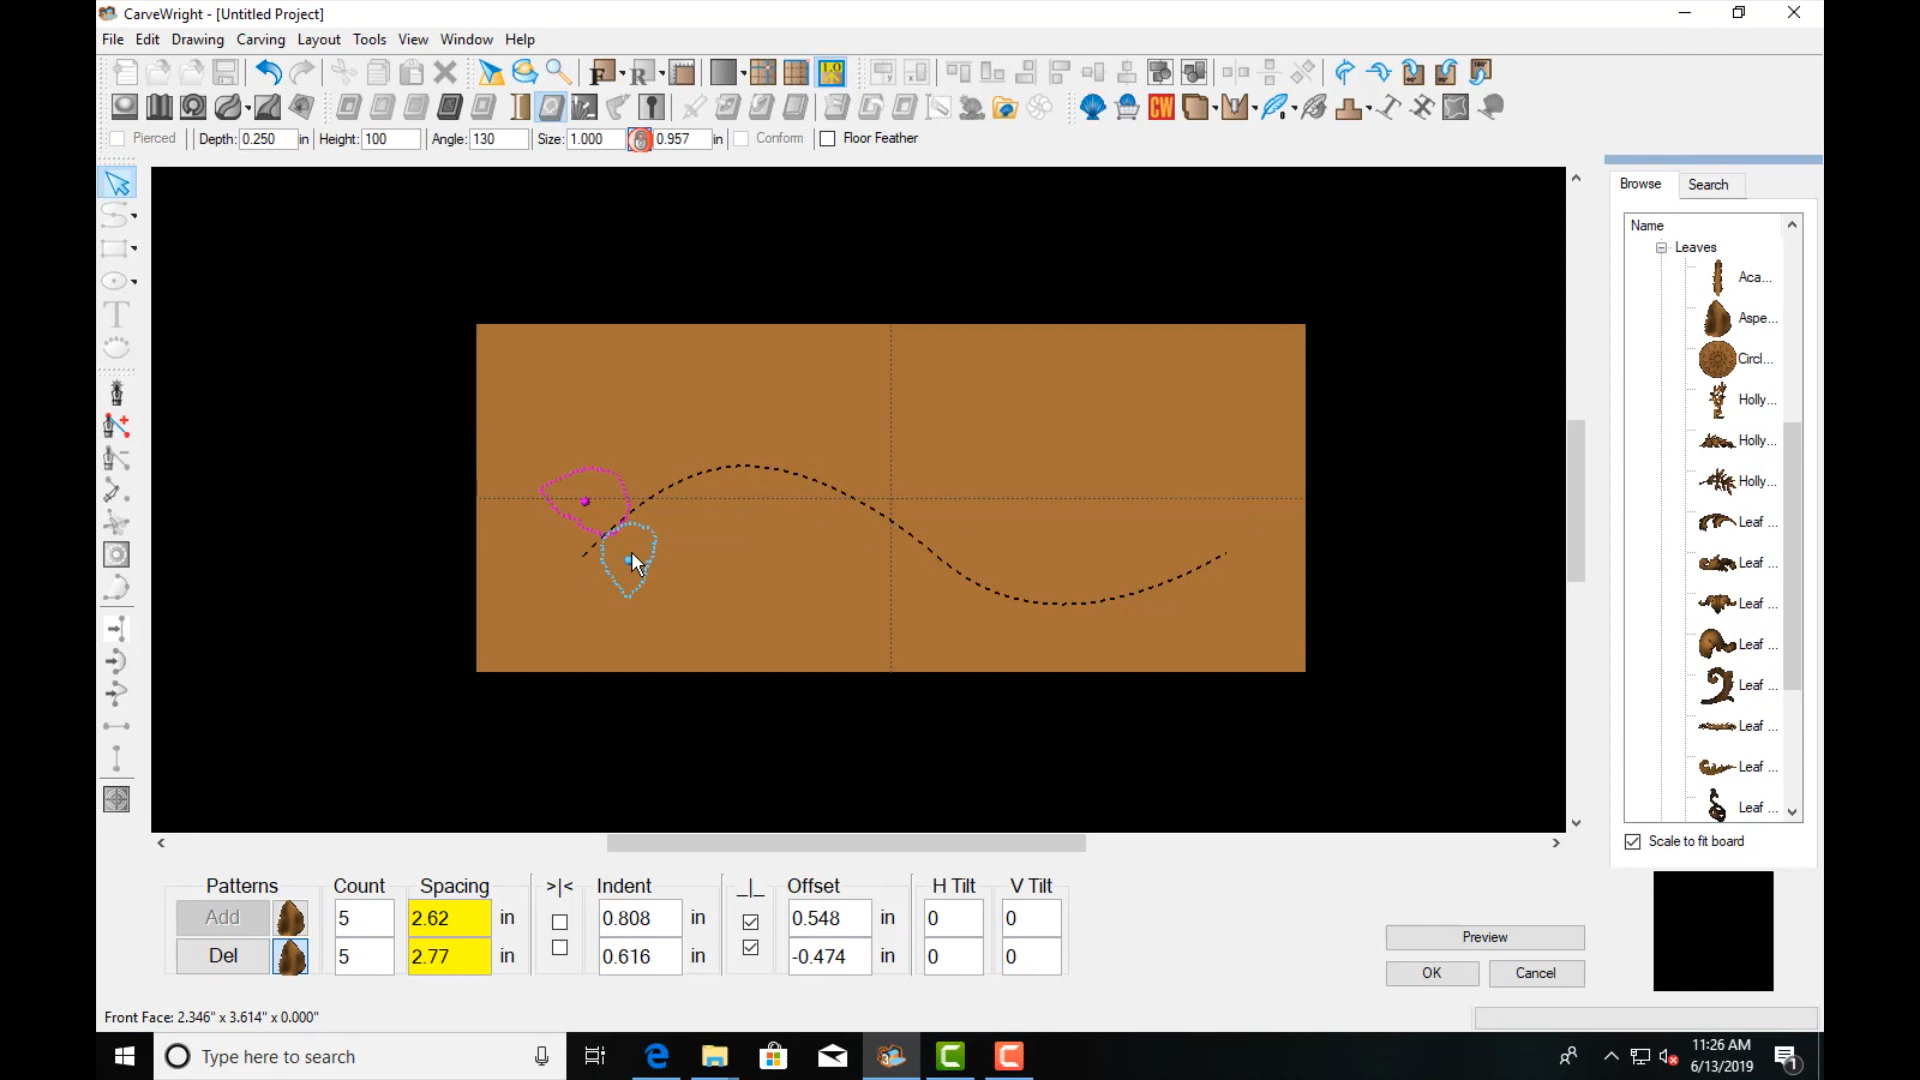 CarveWright - [Untitled Project]
File Edit Drawing Carving Layout Tools View Window Help
F R 1.0
CW
Pierced Depth: 0.250 in Height: 100 Angle: 130 Size: 1.000 0.957 in Conform Floor Feather
Browse Search
Name
Leaves
Aca...
Aspe...
Circl...
Holly...
Holly...
Holly...
Leaf ...
Leaf ...
Leaf ...
Leaf ...
Leaf ...
Leaf ...
Leaf ...
Leaf ...
Scale to fit board
T
Patterns Count Spacing >|< Indent _|_ Offset H Tilt V Tilt
Add 5 2.62 in 0.808 in 0.548 in 0 0
Del 5 2.77 in 0.616 in -0.474 in 0 0
Preview
OK Cancel
Front Face: 2.346" x 3.614" x 0.000"
Type here to search
11:26 AM
6/13/2019
1